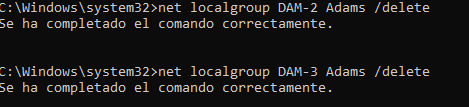 C:\Windows\system32>net localgroup DAM-2 Adams /delete
Se ha completado el comando correctamente.
C:\Windows\system32>net localgroup DAM-3 Adams /delete
Se ha completado el comando correctamente.